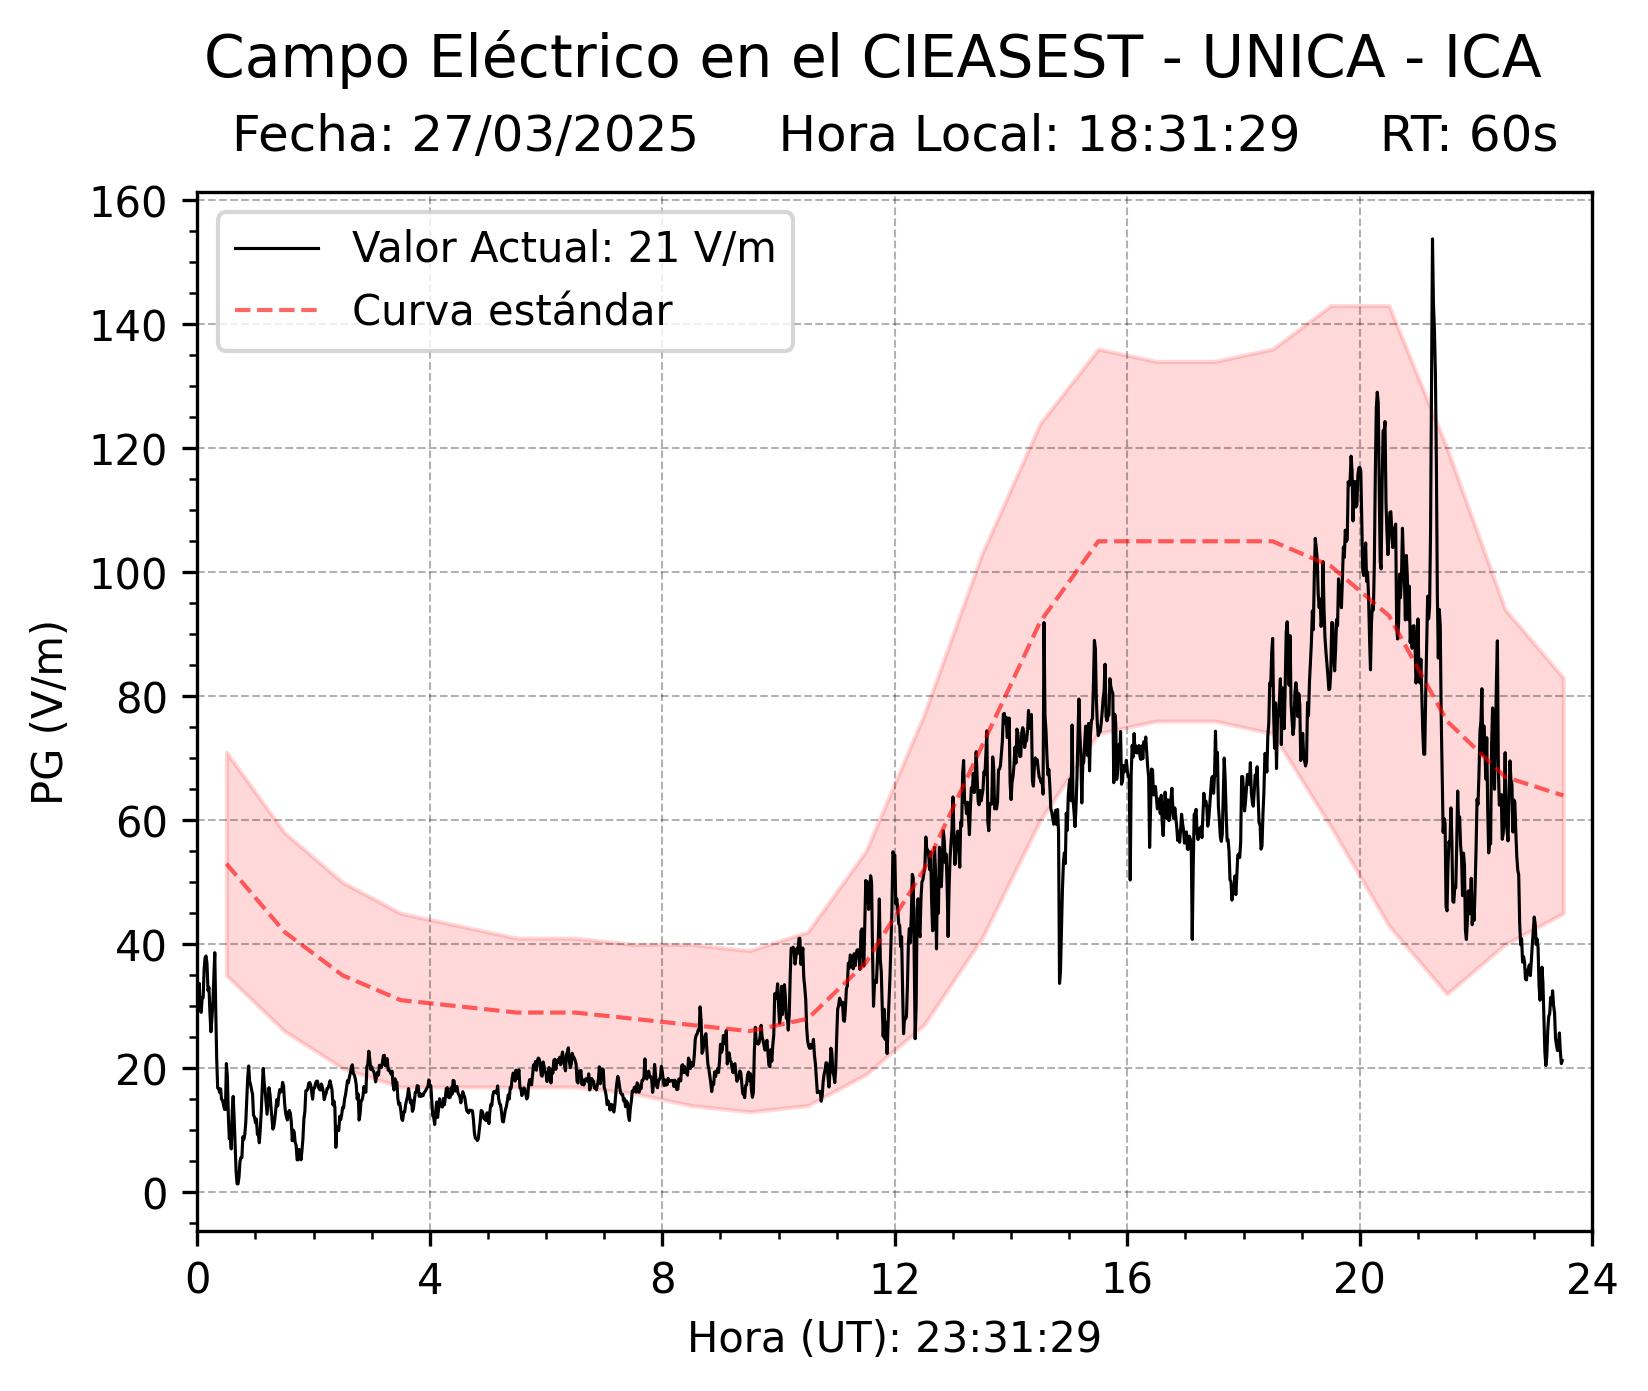 Campo Eléctrico en el CIEASEST - UNICA - ICA
Fecha: 27/03/2025 Hora Local: 18:31:29 RT: 60s
Valor Actual: 21 V/m
Curva estándar
PG (V/m)
160
140
120
100
80
60
40
20
0
0 4 8 12 16 20 24
Hora (UT): 23:31:29